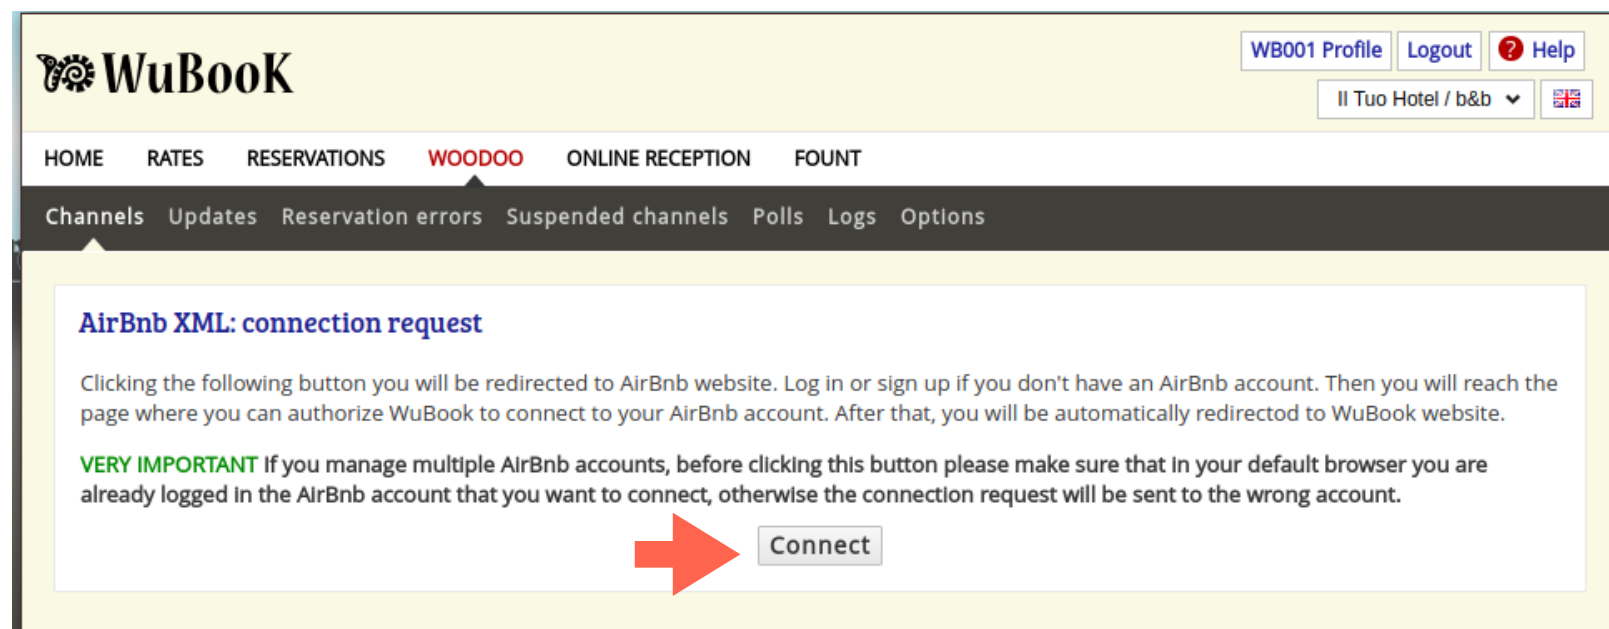 WuBooK
WB001 Profile Logout ? Help
Il Tuo Hotel / b&b
HOME RATES RESERVATIONS WOODOO ONLINE RECEPTION FOUNT
Channels Updates Reservation errors Suspended channels Polls Logs Options
AirBnb XML: connection request
Clicking the following button you will be redirected to AirBnb website. Log in or sign up if you don't have an AirBnb account. Then you will reach the
page where you can authorize WuBook to connect to your AirBnb account. After that, you will be automatically redirectod to WuBook website.
VERY IMPORTANT If you manage multiple AirBnb accounts, before clicking this button please make sure that in your default browser you are
already logged in the AirBnb account that you want to connect, otherwise the connection request will be sent to the wrong account.
Connect